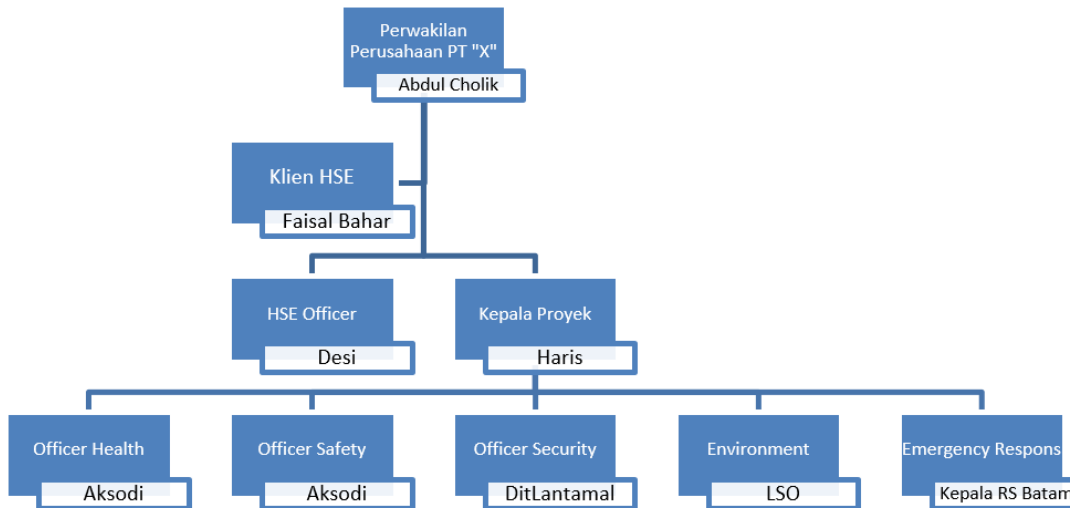 Perwakilan
Perusahaan PT "X"
Abdul Cholik
Klien HSE
Faisal Bahar
HSE Officer
Desi
Kepala Proyek
Haris
Officer Health
Aksodi
Officer Safety
Aksodi
Officer Security
DitLantamal
Environment
LSO
Emergency Respons
Kepala RS Batam